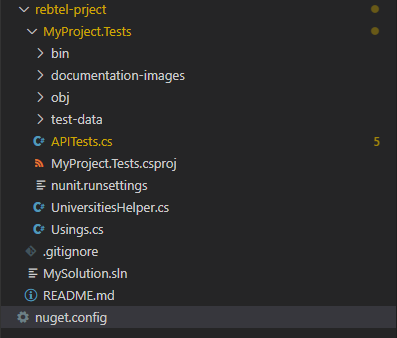 rebtel-prject
MyProject.Tests
bin
documentation-images
obj
test-data
C# APITests.cs 5
MyProject.Tests.csproj
nunit.runsettings
C# UniversitiesHelper.cs
C# Usings.cs
.gitignore
MySolution.sln
README.md
nuget.config